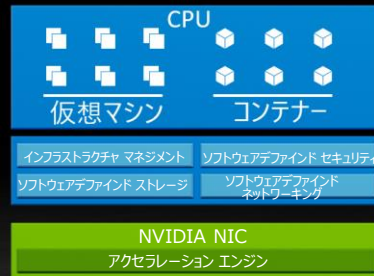 CPU
仮想マシン
コンテナー
インフラストラクチャ マネジメント
ソフトウェアデファインド セキュリティ
ソフトウェアデファインド ストレージ
ソフトウェアデファインド
ネットワーキング
NVIDIA NIC
アクセラレーション エンジン